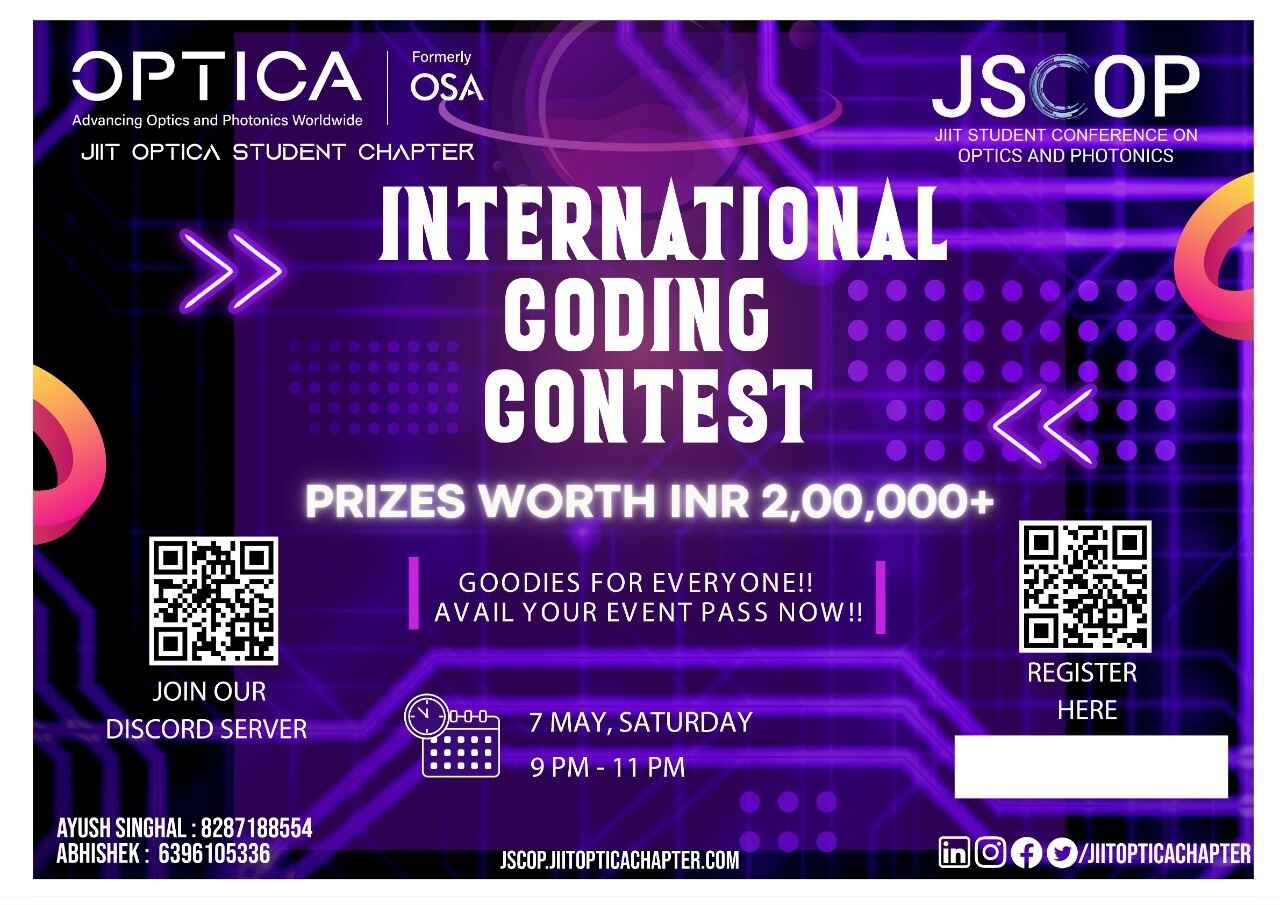 OPTICA
Formerly
OSA
Advancing Optics and Photonics Worldwide
JIIT OPTICA STUDENT CHAPTER
JSCOP
JIIT STUDENT CONFERENCE ON
OPTICS AND PHOTONICS
INTERNATIONAL
CODING
CONTEST
PRIZES WORTH INR 2,00,000+
GOODIES FOR EVERYONE!!
AVAIL YOUR EVENT PASS NOW!!
JOIN OUR
DISCORD SERVER
REGISTER
HERE
7 MAY, SATURDAY
9 PM - 11 PM
AYUSH SINGHAL : 8287188554
ABHISHEK : 6396105336
JSCOP.JIITOPTICACHAPTER.COM
in /JIITOPTICACHAPTER